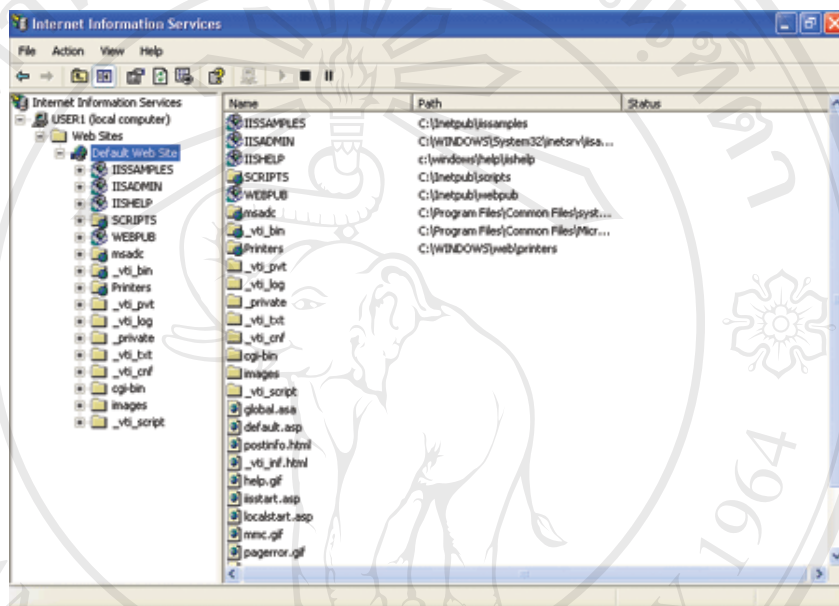 Internet Information Services
File Action View Help
Internet Information Services
USER1 (local computer)
Web Sites
Default Web Site
IISSAMPLES
IISADMIN
IISHELP
SCRIPTS
WEBPUB
msadc
_vti_bin
Printers
_vti_pvt
_vti_log
_private
_vti_txt
_vti_cnf
cgi-bin
images
_vti_script
Name Path Status
IISSAMPLES C:\Inetpub\iissamples
IISADMIN C:\WINDOWS\System32\inetsrv\iisa...
IISHELP c:\windows\help\iishelp
SCRIPTS C:\Inetpub\scripts
WEBPUB C:\Inetpub\webpub
msadc C:\Program Files\Common Files\syst...
_vti_bin C:\Program Files\Common Files\Micr...
Printers C:\WINDOWS\web\printers
_vti_pvt
_vti_log
_private
_vti_txt
_vti_cnf
cgi-bin
images
_vti_script
global.asa
default.asp
postinfo.html
_vti_inf.html
help.gif
iisstart.asp
localstart.asp
mmc.gif
pagerror.gif
1964